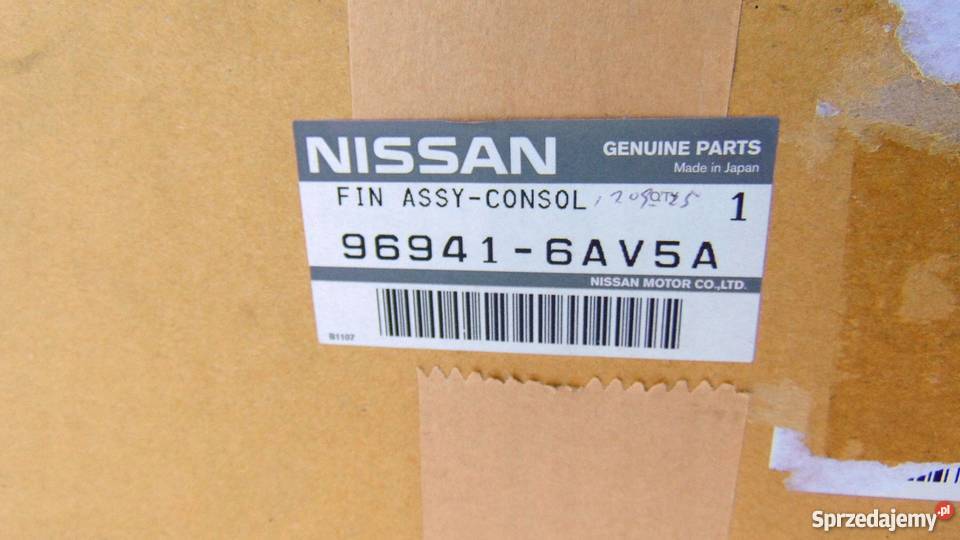 NISSAN GENUINE PARTS
Made in Japan
FIN ASSY-CONSOL QTY 1
96941-6AV5A
NISSAN MOTOR CO.,LTD.
B1107
Sprzedajemy.pl